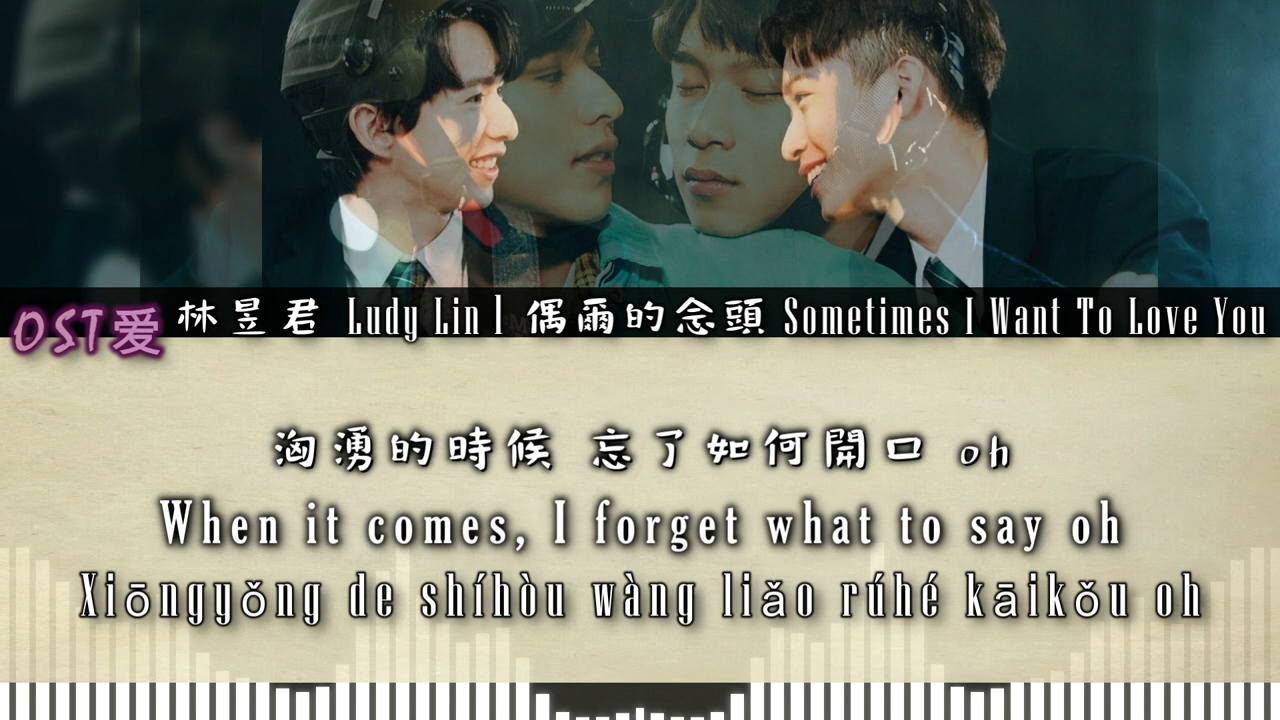 OST爱 林昱君 Ludy Lin l 偶爾的念頭 Sometimes I Want To Love You
洶湧的時候 忘了如何開口 oh
When it comes, I forget what to say oh
Xiōngyǒng de shíhòu wàng liǎo rúhé kāikǒu oh